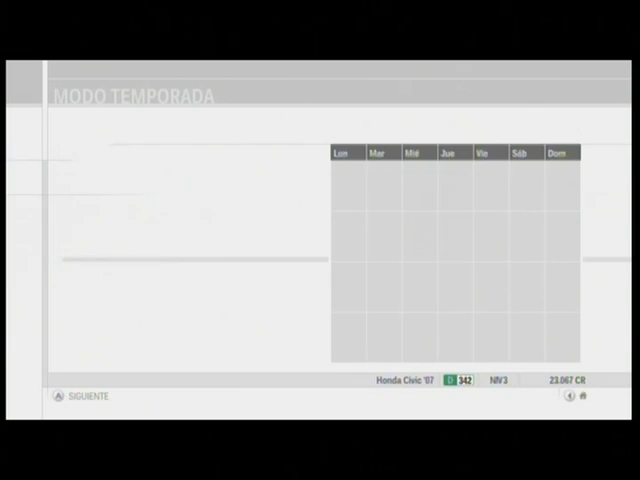 MODO TEMPORADA
Lun Mar Mié Jue Vie Sáb Dom
Honda Civic '07 D 342 NIV3 23.067 CR
A SIGUIENTE